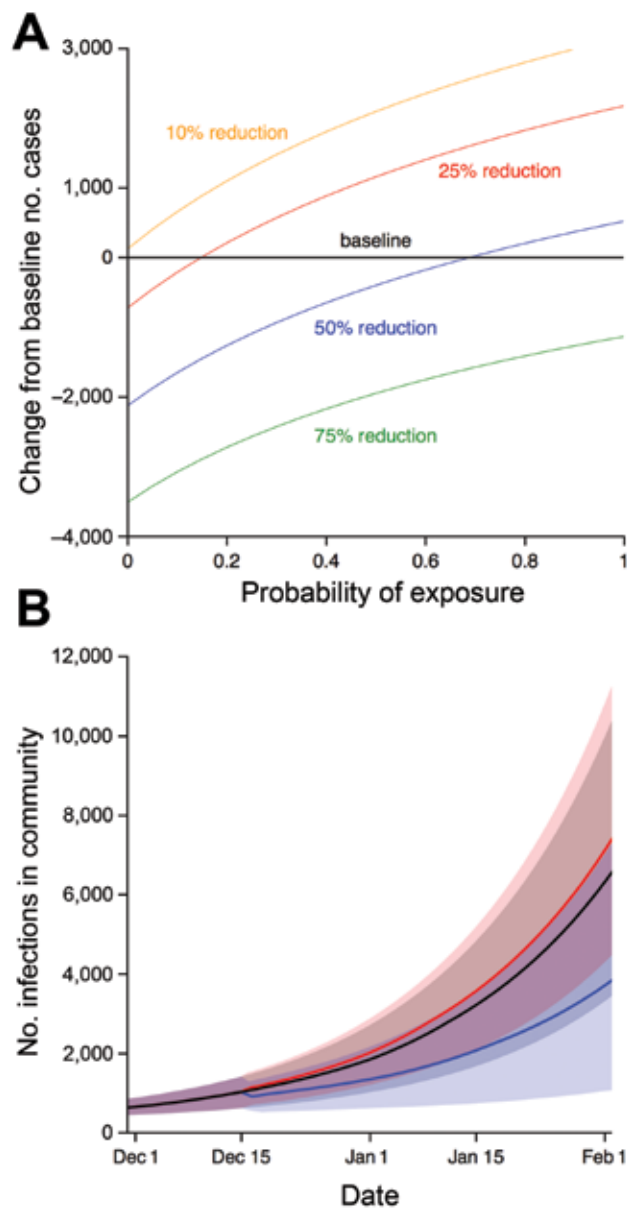 A
Change from baseline no. cases
3,000
1,000
0
−2,000
−4,000
10% reduction
25% reduction
baseline
50% reduction
75% reduction
0
0.2
0.4
0.6
0.8
1
Probability of exposure
B
No. infections in community
12,000
10,000
8,000
6,000
4,000
2,000
0
Dec 1
Dec 15
Jan 1
Jan 15
Feb 1
Date